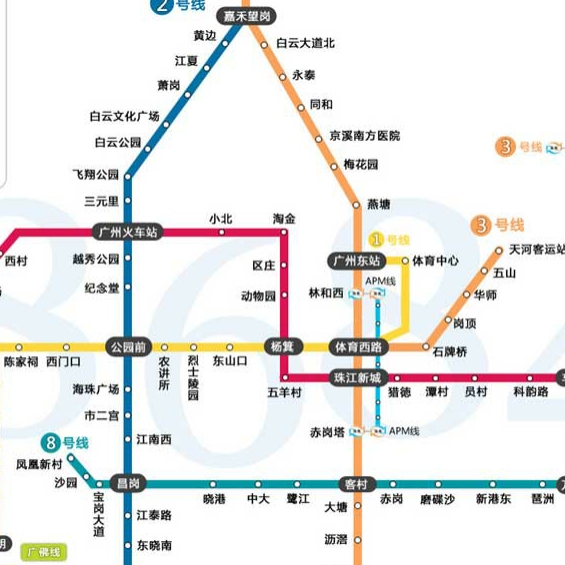 2号线
嘉禾望岗
黄边
白云大道北
江夏
永泰
萧岗
同和
白云文化广场
京溪南方医院
白云公园
3号线
梅花园
飞翔公园
燕塘
三元里
小北
淘金
3号线
广州火车站
1号线
天河客运站
西村
越秀公园
区庄
广州东站
体育中心
五山
纪念堂
动物园
林和西
APM线
华师
岗顶
陈家祠
西门口
公园前
农讲所
烈士陵园
东山口
杨箕
体育西路
石牌桥
珠江新城
海珠广场
五羊村
猎德
潭村
员村
科韵路
市二宫
8号线
江南西
赤岗塔
APM线
凤凰新村
沙园
宝岗大道
昌岗
晓港
中大
鹭江
客村
赤岗
磨碟沙
新港东
琶洲
江泰路
大塘
东晓南
沥滘
广佛线